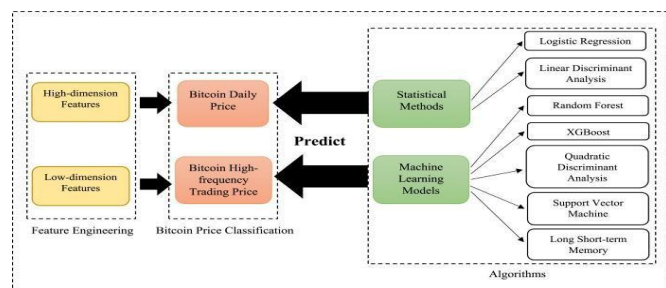 High-dimension
Features
Low-dimension
Features
Feature Engineering
Bitcoin Daily
Price
Bitcoin High-
frequency
Trading Price
Bitcoin Price Classification
Predict
Statistical
Methods
Machine
Learning
Models
Logistic Regression
Linear Discriminant
Analysis
Random Forest
XGBoost
Quadratic
Discriminant
Analysis
Support Vector
Machine
Long Short-term
Memory
Algorithms